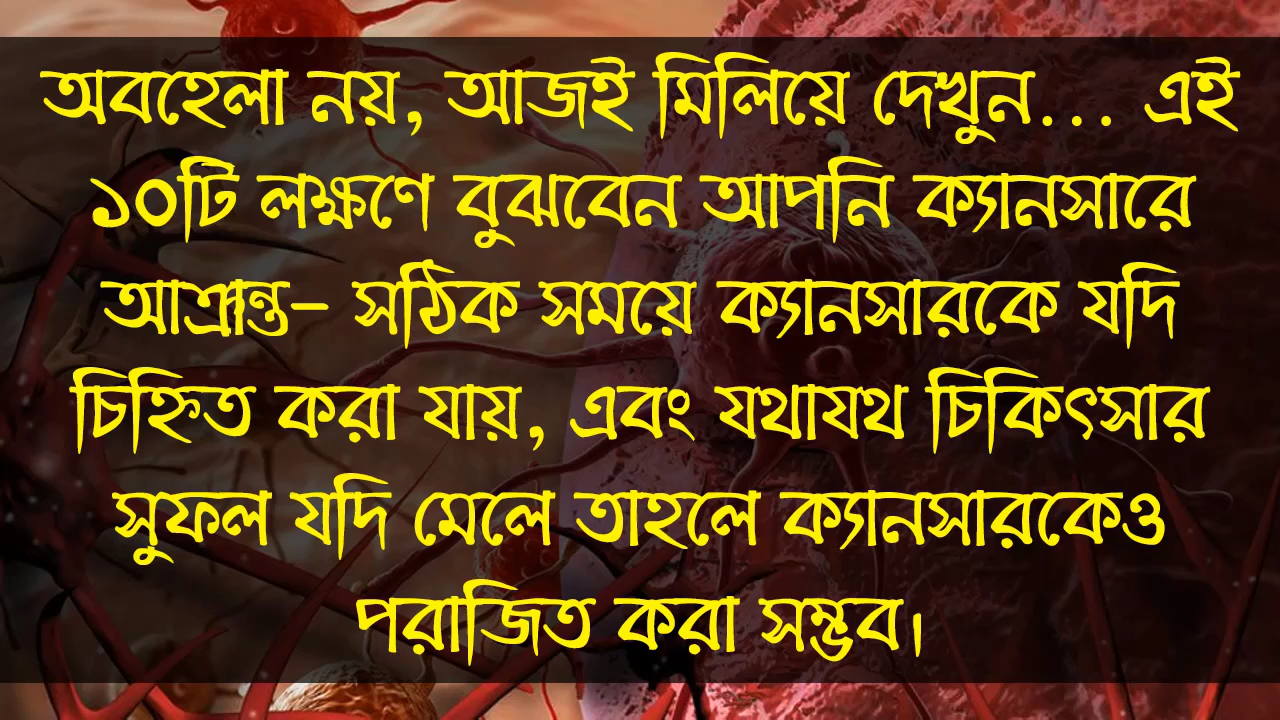 অবহেলা নয়, আজই মিলিয়ে দেখুন... এই
১০টি লক্ষণে বুঝবেন আপনি ক্যানসারে
আক্রান্ত- সঠিক সময়ে ক্যানসারকে যদি
চিহ্নিত করা যায়, এবং যথাযথ চিকিৎসার
সুফল যদি মেলে তাহলে ক্যানসারকেও
পরাজিত করা সম্ভব।